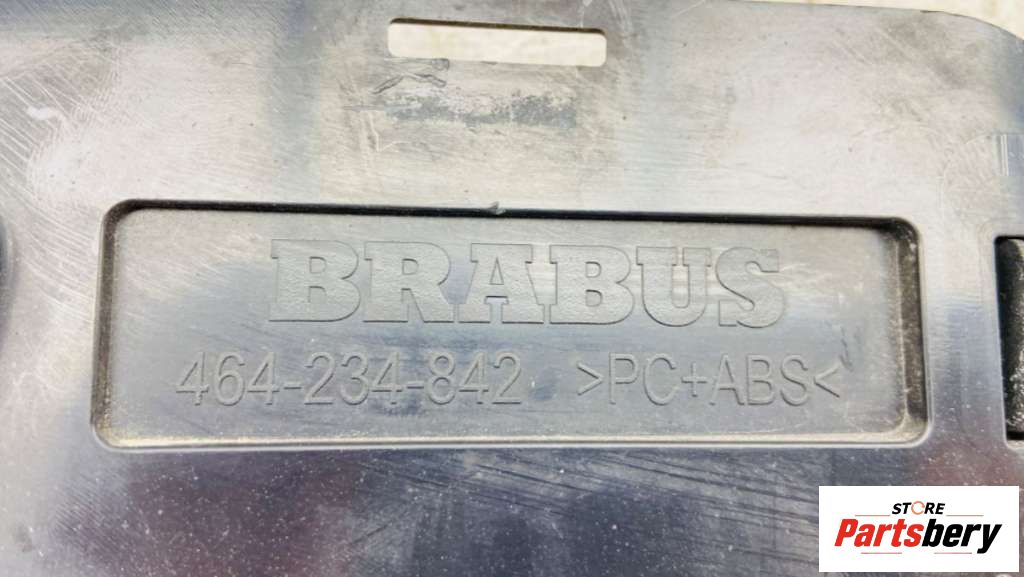 BRABUS
464-234-842 >PC+ABS<
STORE
Partsbery